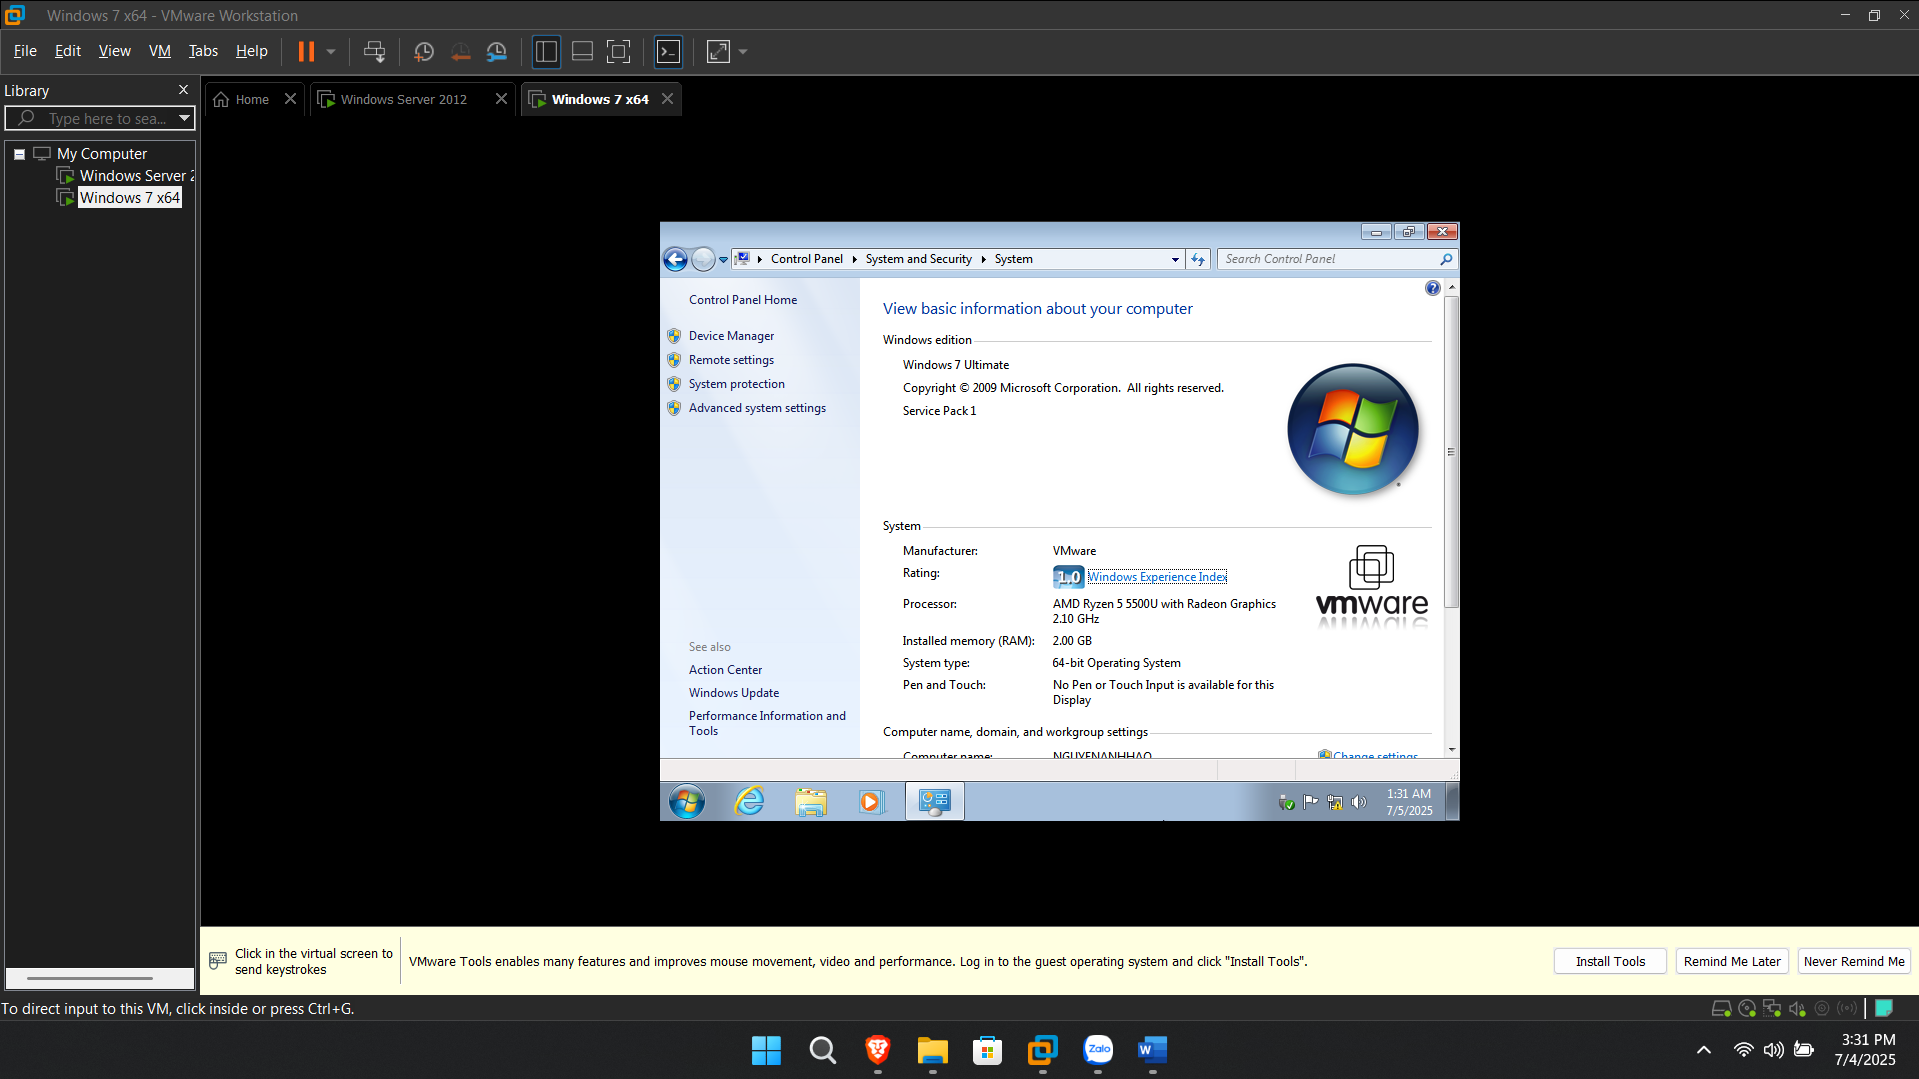 Windows 7 x64 - VMware Workstation
File Edit View VM Tabs Help
Library
Type here to sea...
My Computer
Windows Server 2
Windows 7 x64
Home
Windows Server 2012
Windows 7 x64
Control Panel
System and Security
System
Search Control Panel
Control Panel Home
Device Manager
Remote settings
System protection
Advanced system settings
See also
Action Center
Windows Update
Performance Information and
Tools
View basic information about your computer
Windows edition
Windows 7 Ultimate
Copyright © 2009 Microsoft Corporation. All rights reserved.
Service Pack 1
System
Manufacturer: VMware
Rating: 1.0 Windows Experience Index
Processor: AMD Ryzen 5 5500U with Radeon Graphics
2.10 GHz
Installed memory (RAM): 2.00 GB
System type: 64-bit Operating System
Pen and Touch: No Pen or Touch Input is available for this
Display
vmware
Computer name, domain, and workgroup settings
Computer name: NGUYENANHHAO Change settings
1:31 AM
7/5/2025
Click in the virtual screen to
send keystrokes
VMware Tools enables many features and improves mouse movement, video and performance. Log in to the guest operating system and click "Install Tools".
Install Tools
Remind Me Later
Never Remind Me
To direct input to this VM, click inside or press Ctrl+G.
Zalo
W
3:31 PM
7/4/2025